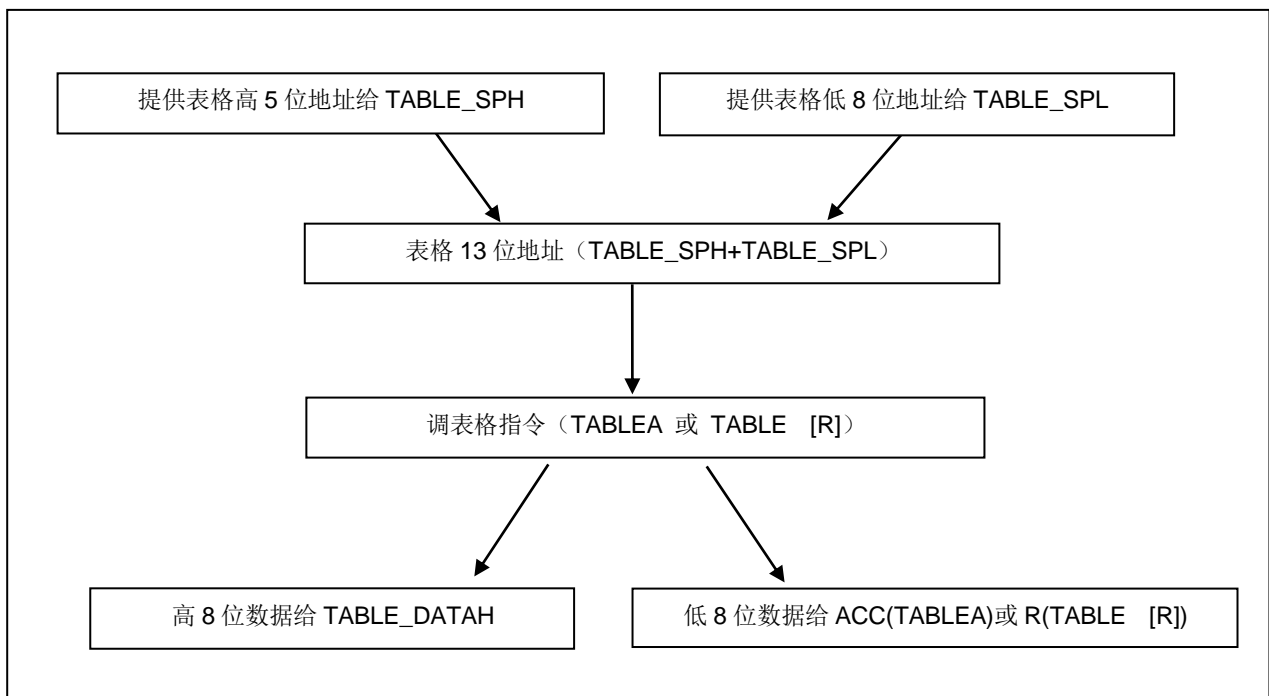 提供表格高 5 位地址给 TABLE_SPH
提供表格低 8 位地址给 TABLE_SPL
表格 13 位地址（TABLE_SPH+TABLE_SPL）
调表格指令（TABLEA 或 TABLE [R]）
高 8 位数据给 TABLE_DATAH
低 8 位数据给 ACC(TABLEA)或 R(TABLE [R])